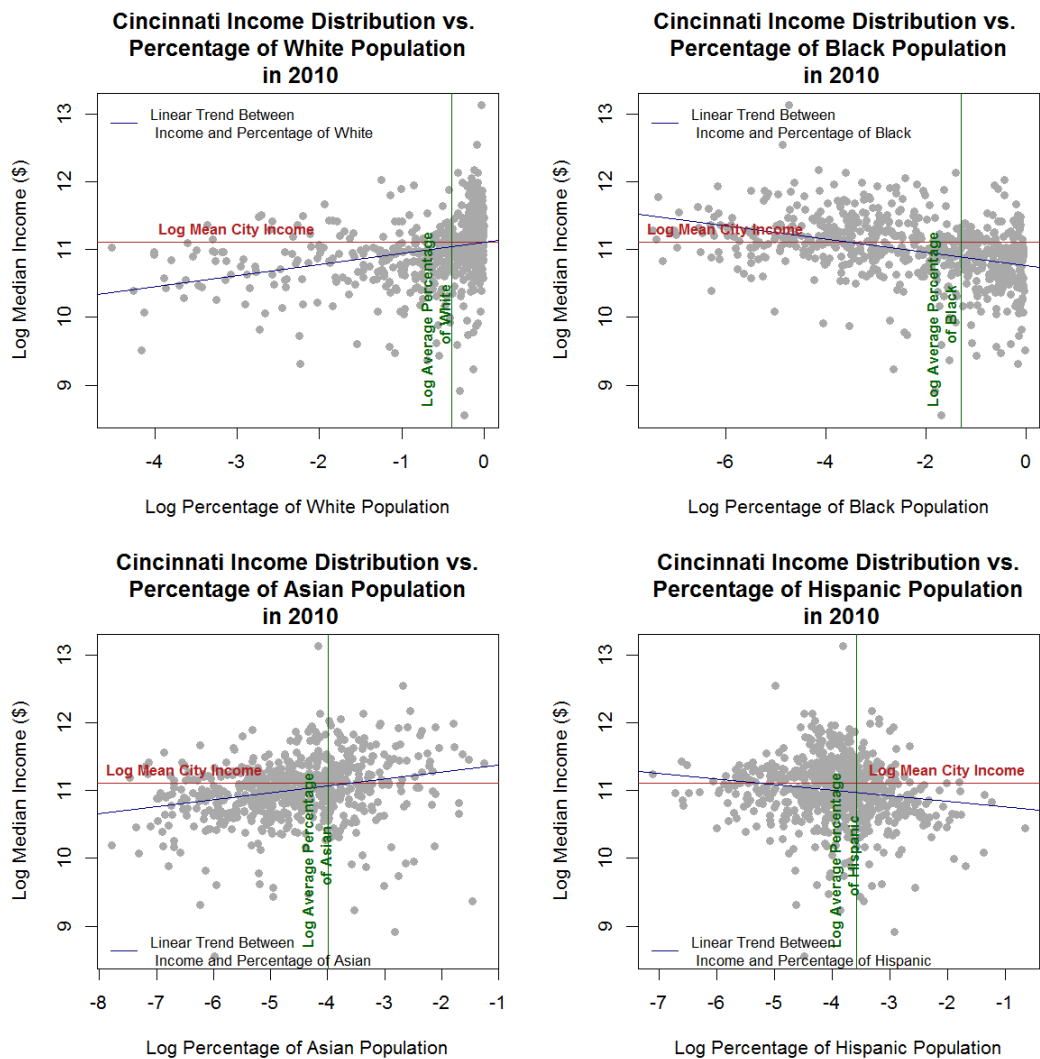 Cincinnati Income Distribution vs.
Percentage of White Population
in 2010
Linear Trend Between
Income and Percentage of White
Log Mean City Income
Log Average Percentage
of White
Log Median Income ($)
13
12
11
10
9
-4
-3
-2
-1
0
Log Percentage of White Population
Cincinnati Income Distribution vs.
Percentage of Black Population
in 2010
Linear Trend Between
Income and Percentage of Black
Log Mean City Income
Log Average Percentage
of Black
Log Median Income ($)
13
12
11
10
9
-6
-4
-2
0
Log Percentage of Black Population
Cincinnati Income Distribution vs.
Percentage of Asian Population
in 2010
Log Mean City Income
Log Average Percentage
of Asian
Linear Trend Between
Income and Percentage of Asian
Log Median Income ($)
13
12
11
10
9
-8
-7
-6
-5
-4
-3
-2
-1
Log Percentage of Asian Population
Cincinnati Income Distribution vs.
Percentage of Hispanic Population
in 2010
Log Mean City Income
Log Average Percentage
of Hispanic
Linear Trend Between
Income and Percentage of Hispanic
Log Median Income ($)
13
12
11
10
9
-7
-6
-5
-4
-3
-2
-1
Log Percentage of Hispanic Population